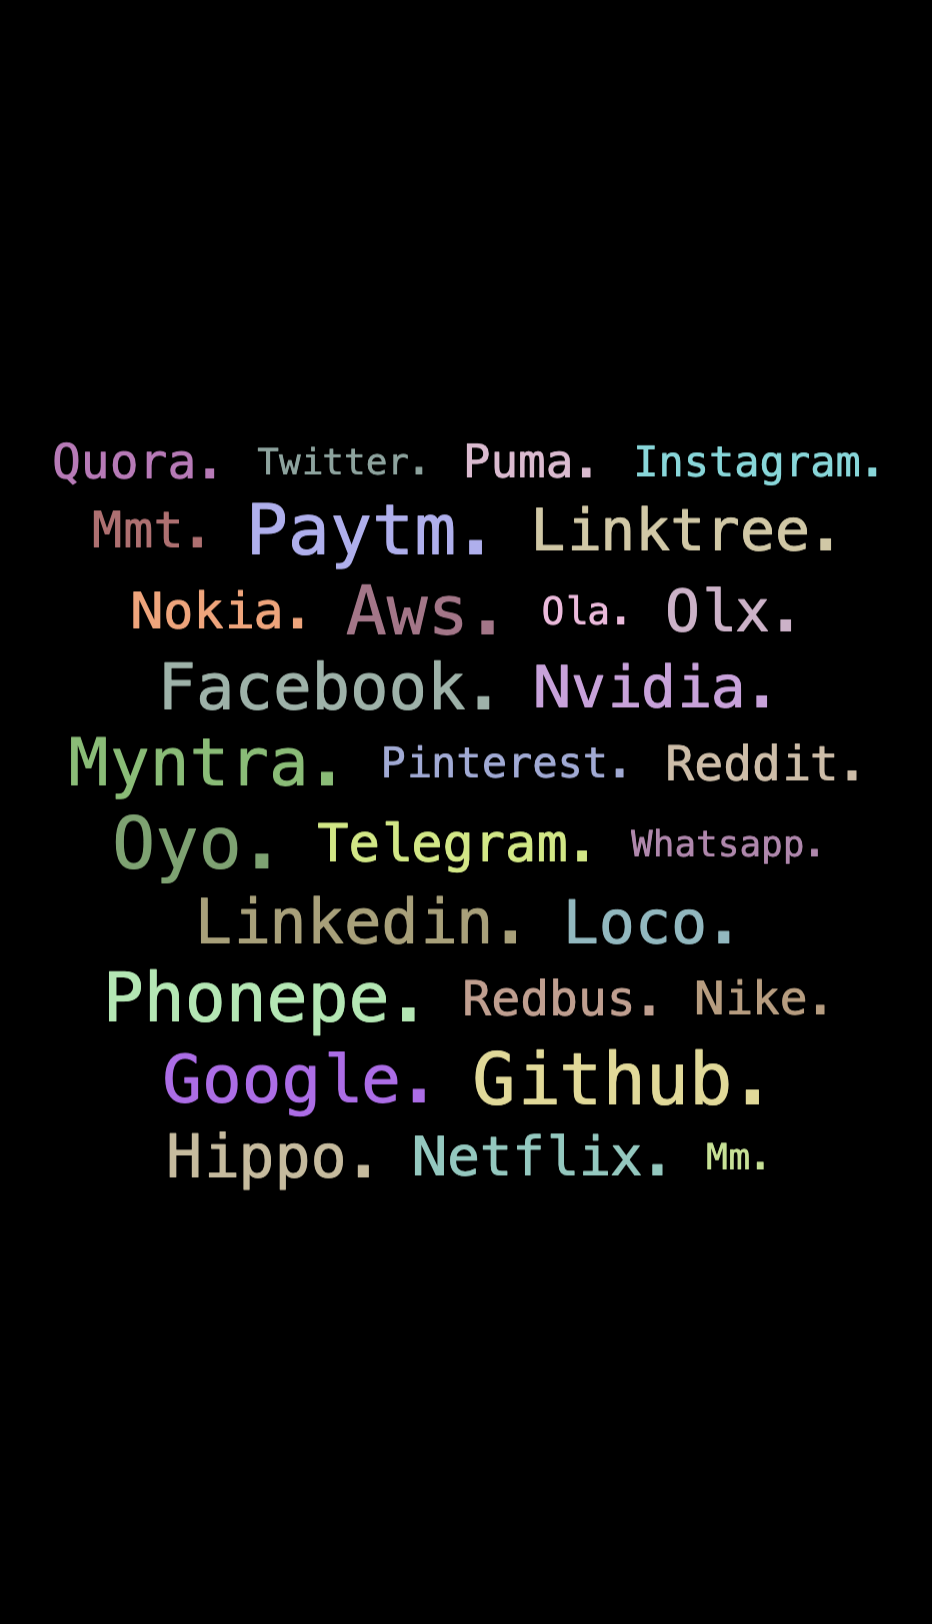 Quora. Twitter. Puma. Instagram.
Mmt. Paytm. Linktree.
Nokia. Aws. Ola. Olx.
Facebook. Nvidia.
Myntra. Pinterest. Reddit.
Oyo. Telegram. Whatsapp.
Linkedin. Loco.
Phonepe. Redbus. Nike.
Google. Github.
Hippo. Netflix. Mm.